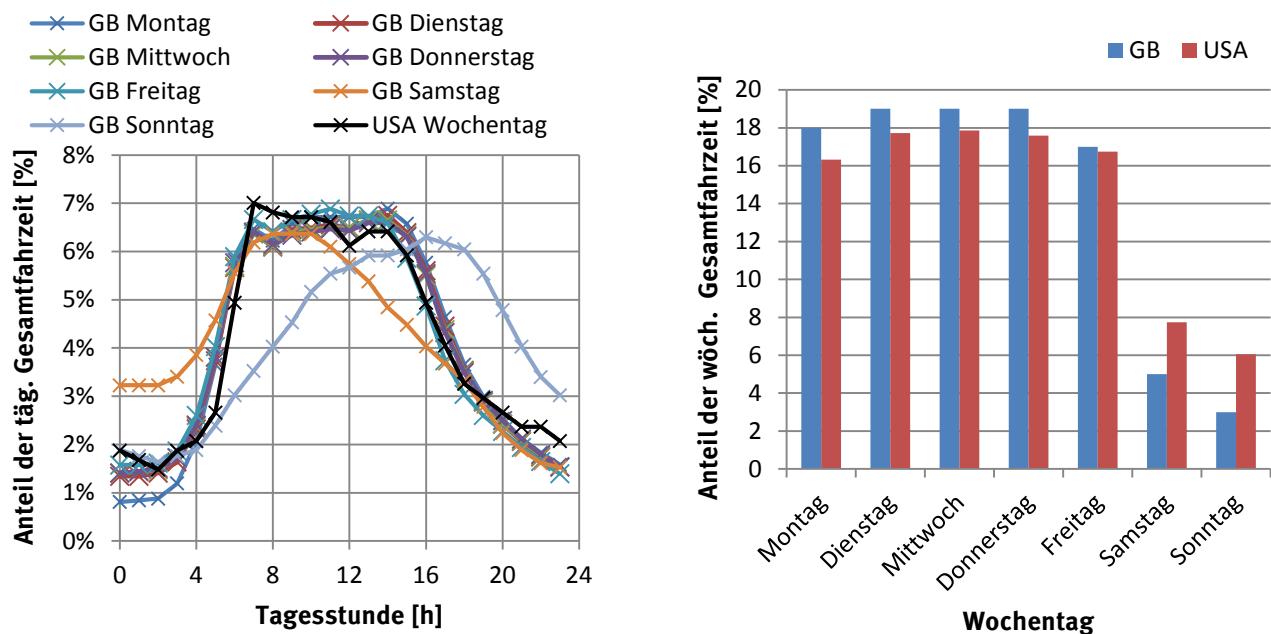 GB Montag
GB Dienstag
GB Mittwoch
GB Donnerstag
GB Freitag
GB Samstag
GB Sonntag
USA Wochentag
Anteil der täg. Gesamtfahrzeit [%]
8%
7%
6%
5%
4%
3%
2%
1%
0%
0 4 8 12 16 20 24
Tagesstunde [h]
GB USA
Anteil der wöch. Gesamtfahrzeit [%]
20
18
16
14
12
10
8
6
4
2
0
Montag
Dienstag
Mittwoch
Donnerstag
Freitag
Samstag
Sonntag
Wochentag